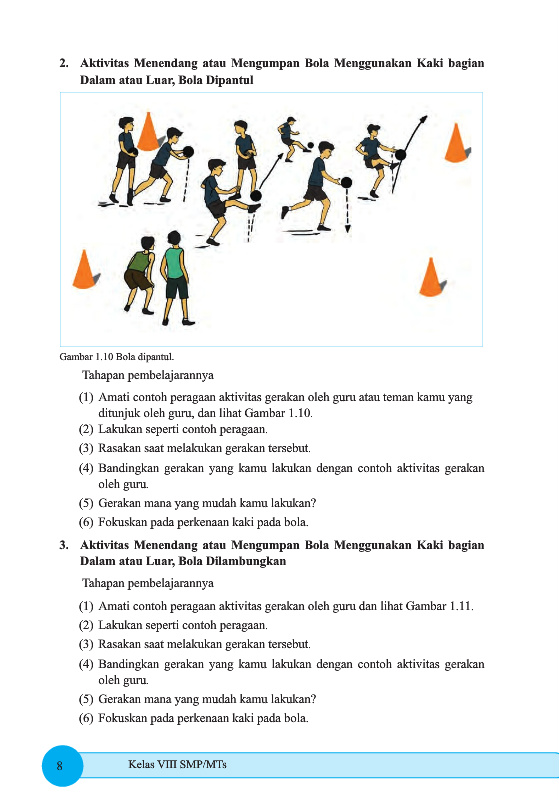 2. Aktivitas Menendang atau Mengumpan Bola Menggunakan Kaki bagian
Dalam atau Luar, Bola Dipantul
Gambar 1.10 Bola dipantul.
Tahapan pembelajarannya
(1) Amati contoh peragaan aktivitas gerakan oleh guru atau teman kamu yang
ditunjuk oleh guru, dan lihat Gambar 1.10.
(2) Lakukan seperti contoh peragaan.
(3) Rasakan saat melakukan gerakan tersebut.
(4) Bandingkan gerakan yang kamu lakukan dengan contoh aktivitas gerakan
oleh guru.
(5) Gerakan mana yang mudah kamu lakukan?
(6) Fokuskan pada perkenaan kaki pada bola.
3. Aktivitas Menendang atau Mengumpan Bola Menggunakan Kaki bagian
Dalam atau Luar, Bola Dilambungkan
Tahapan pembelajarannya
(1) Amati contoh peragaan aktivitas gerakan oleh guru dan lihat Gambar 1.11.
(2) Lakukan seperti contoh peragaan.
(3) Rasakan saat melakukan gerakan tersebut.
(4) Bandingkan gerakan yang kamu lakukan dengan contoh aktivitas gerakan
oleh guru.
(5) Gerakan mana yang mudah kamu lakukan?
(6) Fokuskan pada perkenaan kaki pada bola.
8 Kelas VIII SMP/MTs